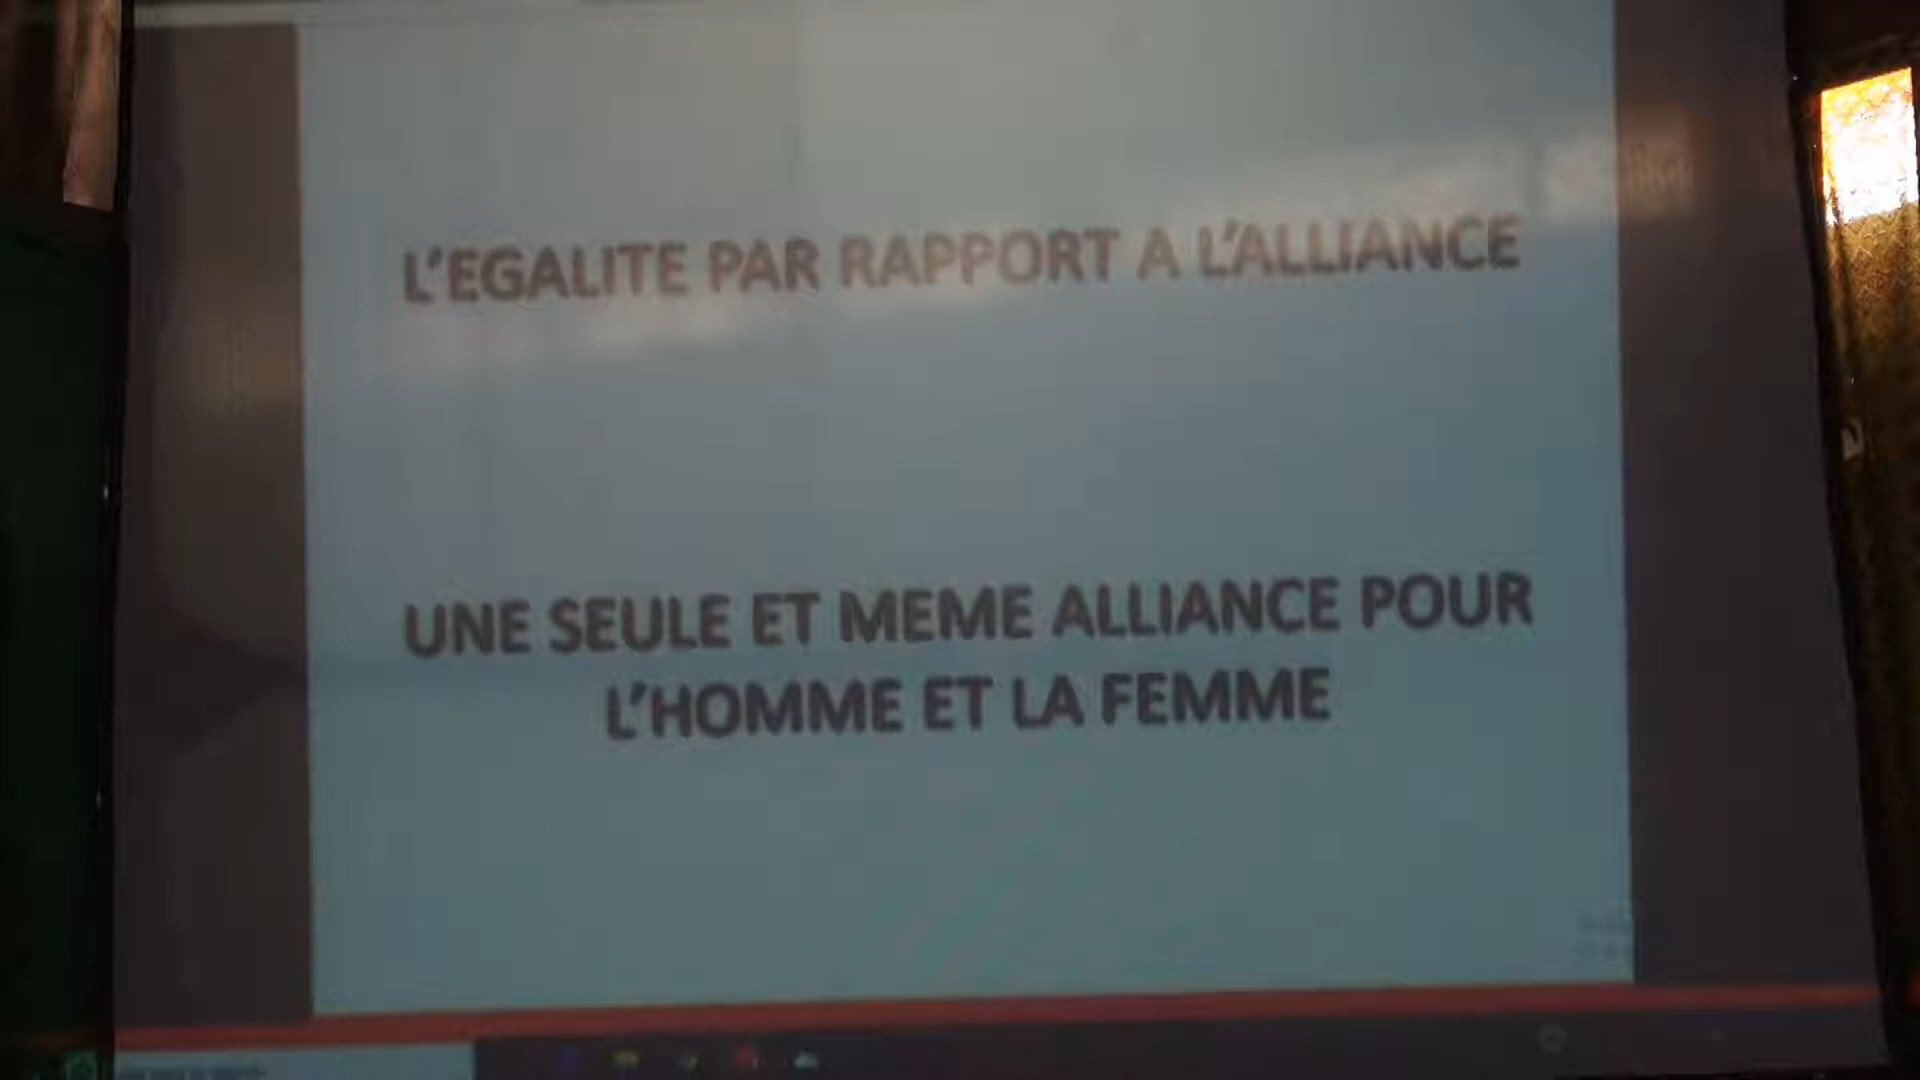 L'EGALITE PAR RAPPORT A L'ALLIANCE
UNE SEULE ET MEME ALLIANCE POUR
L'HOMME ET LA FEMME